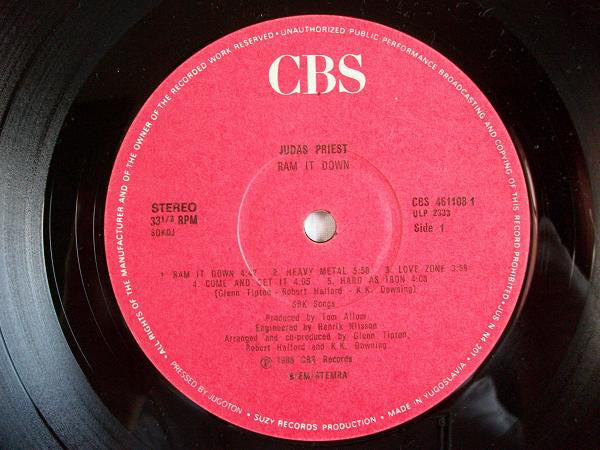 ALL RIGHTS OF THE MANUFACTURER AND OF THE OWNER OF THE RECORDED WORK RESERVED • UNAUTHORIZED PUBLIC PERFORMANCE BROADCASTING AND COPYING OF THIS RECORD PROHIBITED
CBS
JUDAS PRIEST
RAM IT DOWN
STEREO
33 1/3 RPM
SOKOJ
CBS 461108 1
ULP 2333
Side 1
1. RAM IT DOWN 4:47 2. HEAVY METAL 5:58 3. LOVE ZONE 3:58
4. COME AND GET IT 4:05 5. HARD AS IRON 4:08
(Glenn Tipton - Robert Halford - K.K. Downing)
SBK Songs
Produced by Tom Allom
Engineered by Henrik Nilsson
Arranged and co-produced by Glenn Tipton,
Robert Halford and K.K. Downing
℗ 1988 CBS Records
PRESSED BY JUGOTON • SUZY RECORDS PRODUCTION • MADE IN YUGOSLAVIA • N 94 201